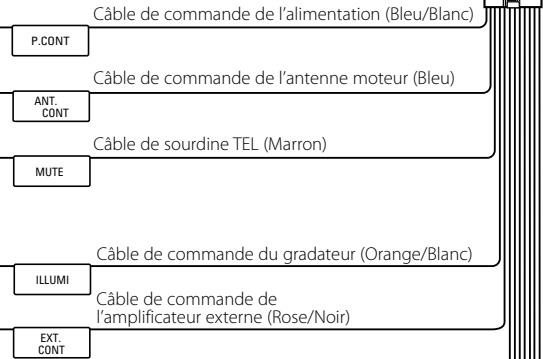 Câble de commande de l'alimentation (Bleu/Blanc)
P.CONT
Câble de commande de l'antenne moteur (Bleu)
ANT.
CONT
Câble de sourdine TEL (Marron)
MUTE
Câble de commande du gradateur (Orange/Blanc)
ILLUMI
Câble de commande de
l'amplificateur externe (Rose/Noir)
EXT.
CONT